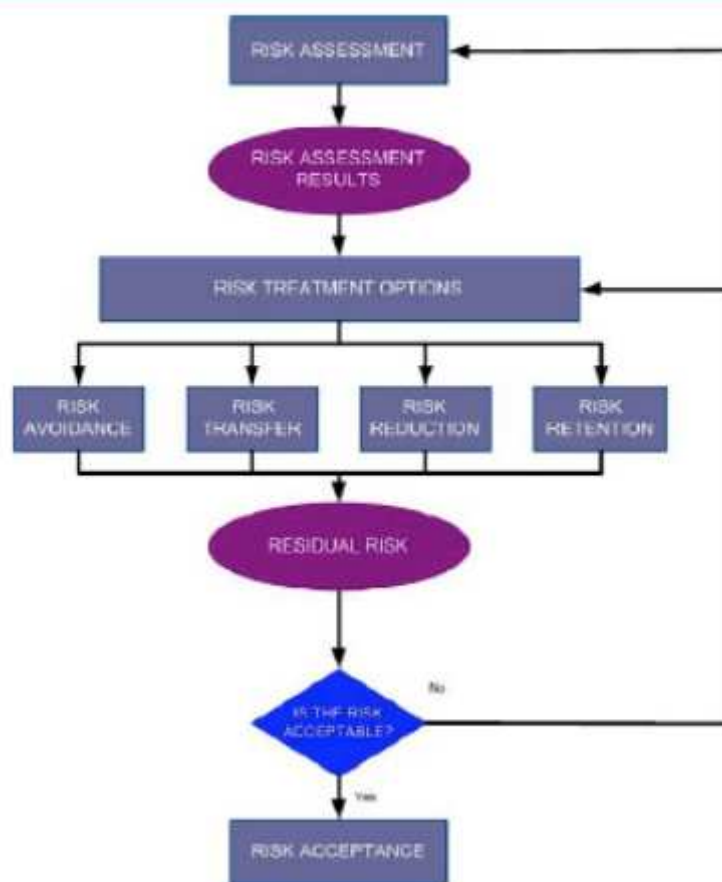 RISK ASSESSMENT
RISK ASSESSMENT
RESULTS
RISK TREATMENT OPTIONS
RISK
AVOIDANCE
RISK
TRANSFER
RISK
REDUCTION
RISK
RETENTION
RESIDUAL RISK
No
IS THE RISK
ACCEPTABLE?
Yes
RISK ACCEPTANCE